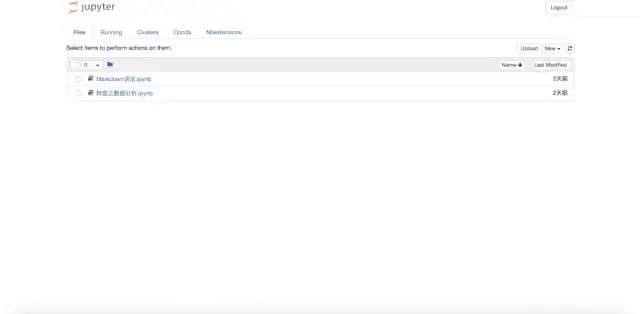 jupyter
Logout
Files Running Clusters Conda Nbextensions
Select items to perform actions on them.
Upload New
0 Name Last Modified
Markdown测试.ipynb 2天前
转型之数据分析.ipynb 2天前